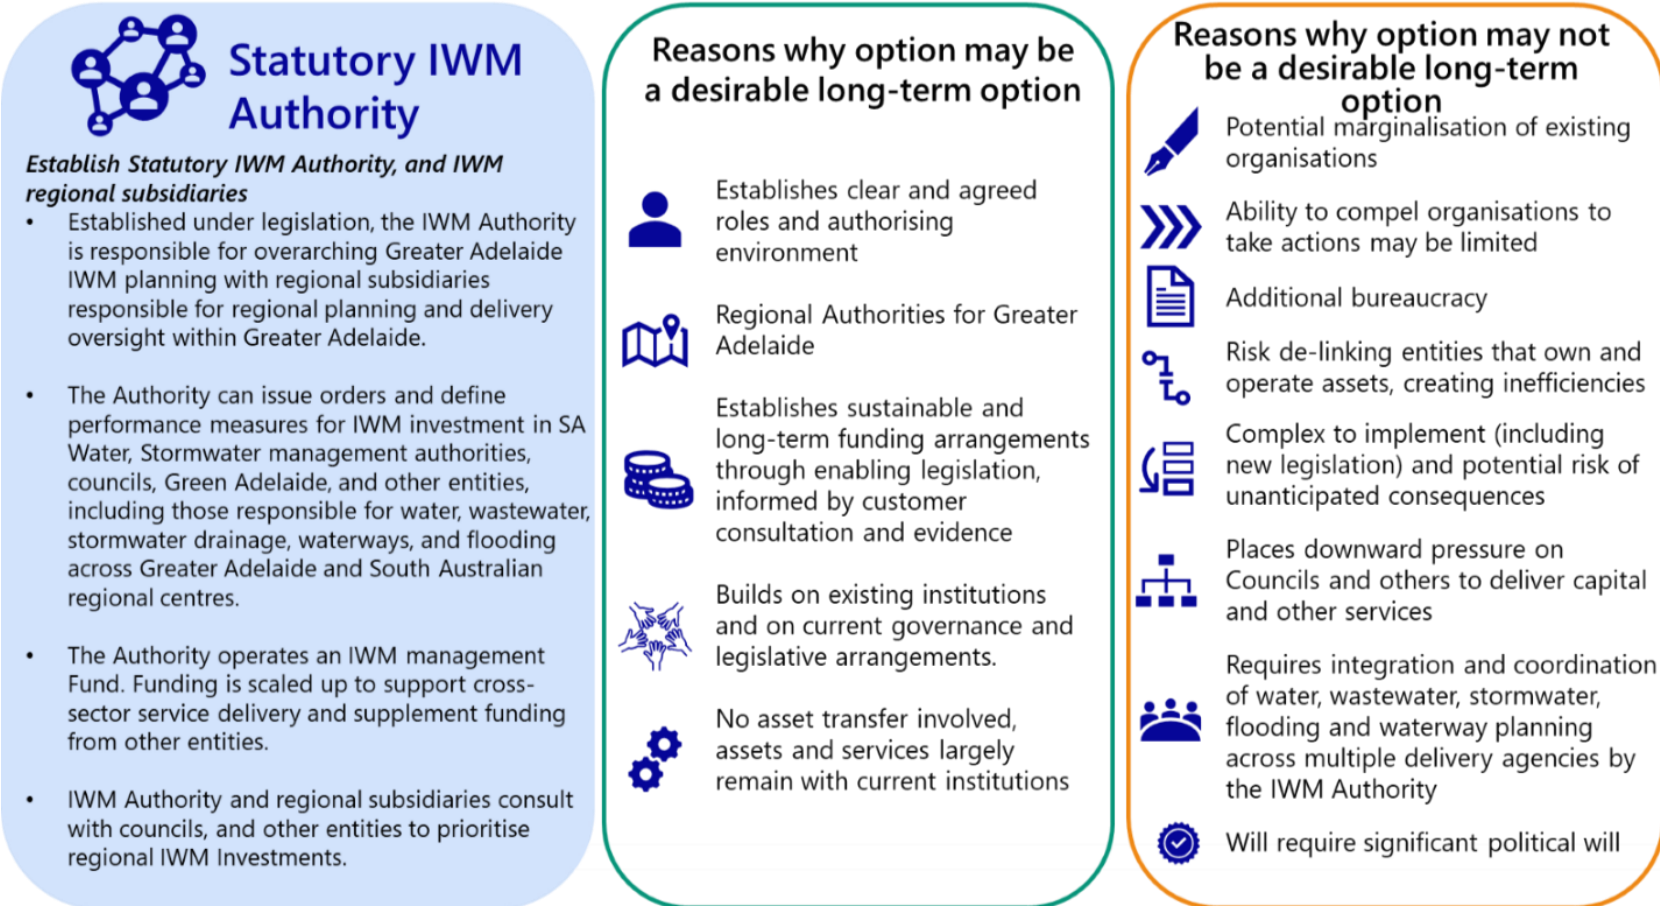 Statutory IWM
Authority
Establish Statutory IWM Authority, and IWM
regional subsidiaries
• Established under legislation, the IWM Authority
is responsible for overarching Greater Adelaide
IWM planning with regional subsidiaries
responsible for regional planning and delivery
oversight within Greater Adelaide.
• The Authority can issue orders and define
performance measures for IWM investment in SA
Water, Stormwater management authorities,
councils, Green Adelaide, and other entities,
including those responsible for water, wastewater,
stormwater drainage, waterways, and flooding
across Greater Adelaide and South Australian
regional centres.
• The Authority operates an IWM management
Fund. Funding is scaled up to support cross-
sector service delivery and supplement funding
from other entities.
• IWM Authority and regional subsidiaries consult
with councils, and other entities to prioritise
regional IWM Investments.
Reasons why option may be
a desirable long-term option
Establishes clear and agreed
roles and authorising
environment
Regional Authorities for Greater
Adelaide
Establishes sustainable and
long-term funding arrangements
through enabling legislation,
informed by customer
consultation and evidence
Builds on existing institutions
and on current governance and
legislative arrangements.
No asset transfer involved,
assets and services largely
remain with current institutions
Reasons why option may not
be a desirable long-term
option
Potential marginalisation of existing
organisations
Ability to compel organisations to
take actions may be limited
Additional bureaucracy
Risk de-linking entities that own and
operate assets, creating inefficiencies
Complex to implement (including
new legislation) and potential risk of
unanticipated consequences
Places downward pressure on
Councils and others to deliver capital
and other services
Requires integration and coordination
of water, wastewater, stormwater,
flooding and waterway planning
across multiple delivery agencies by
the IWM Authority
Will require significant political will